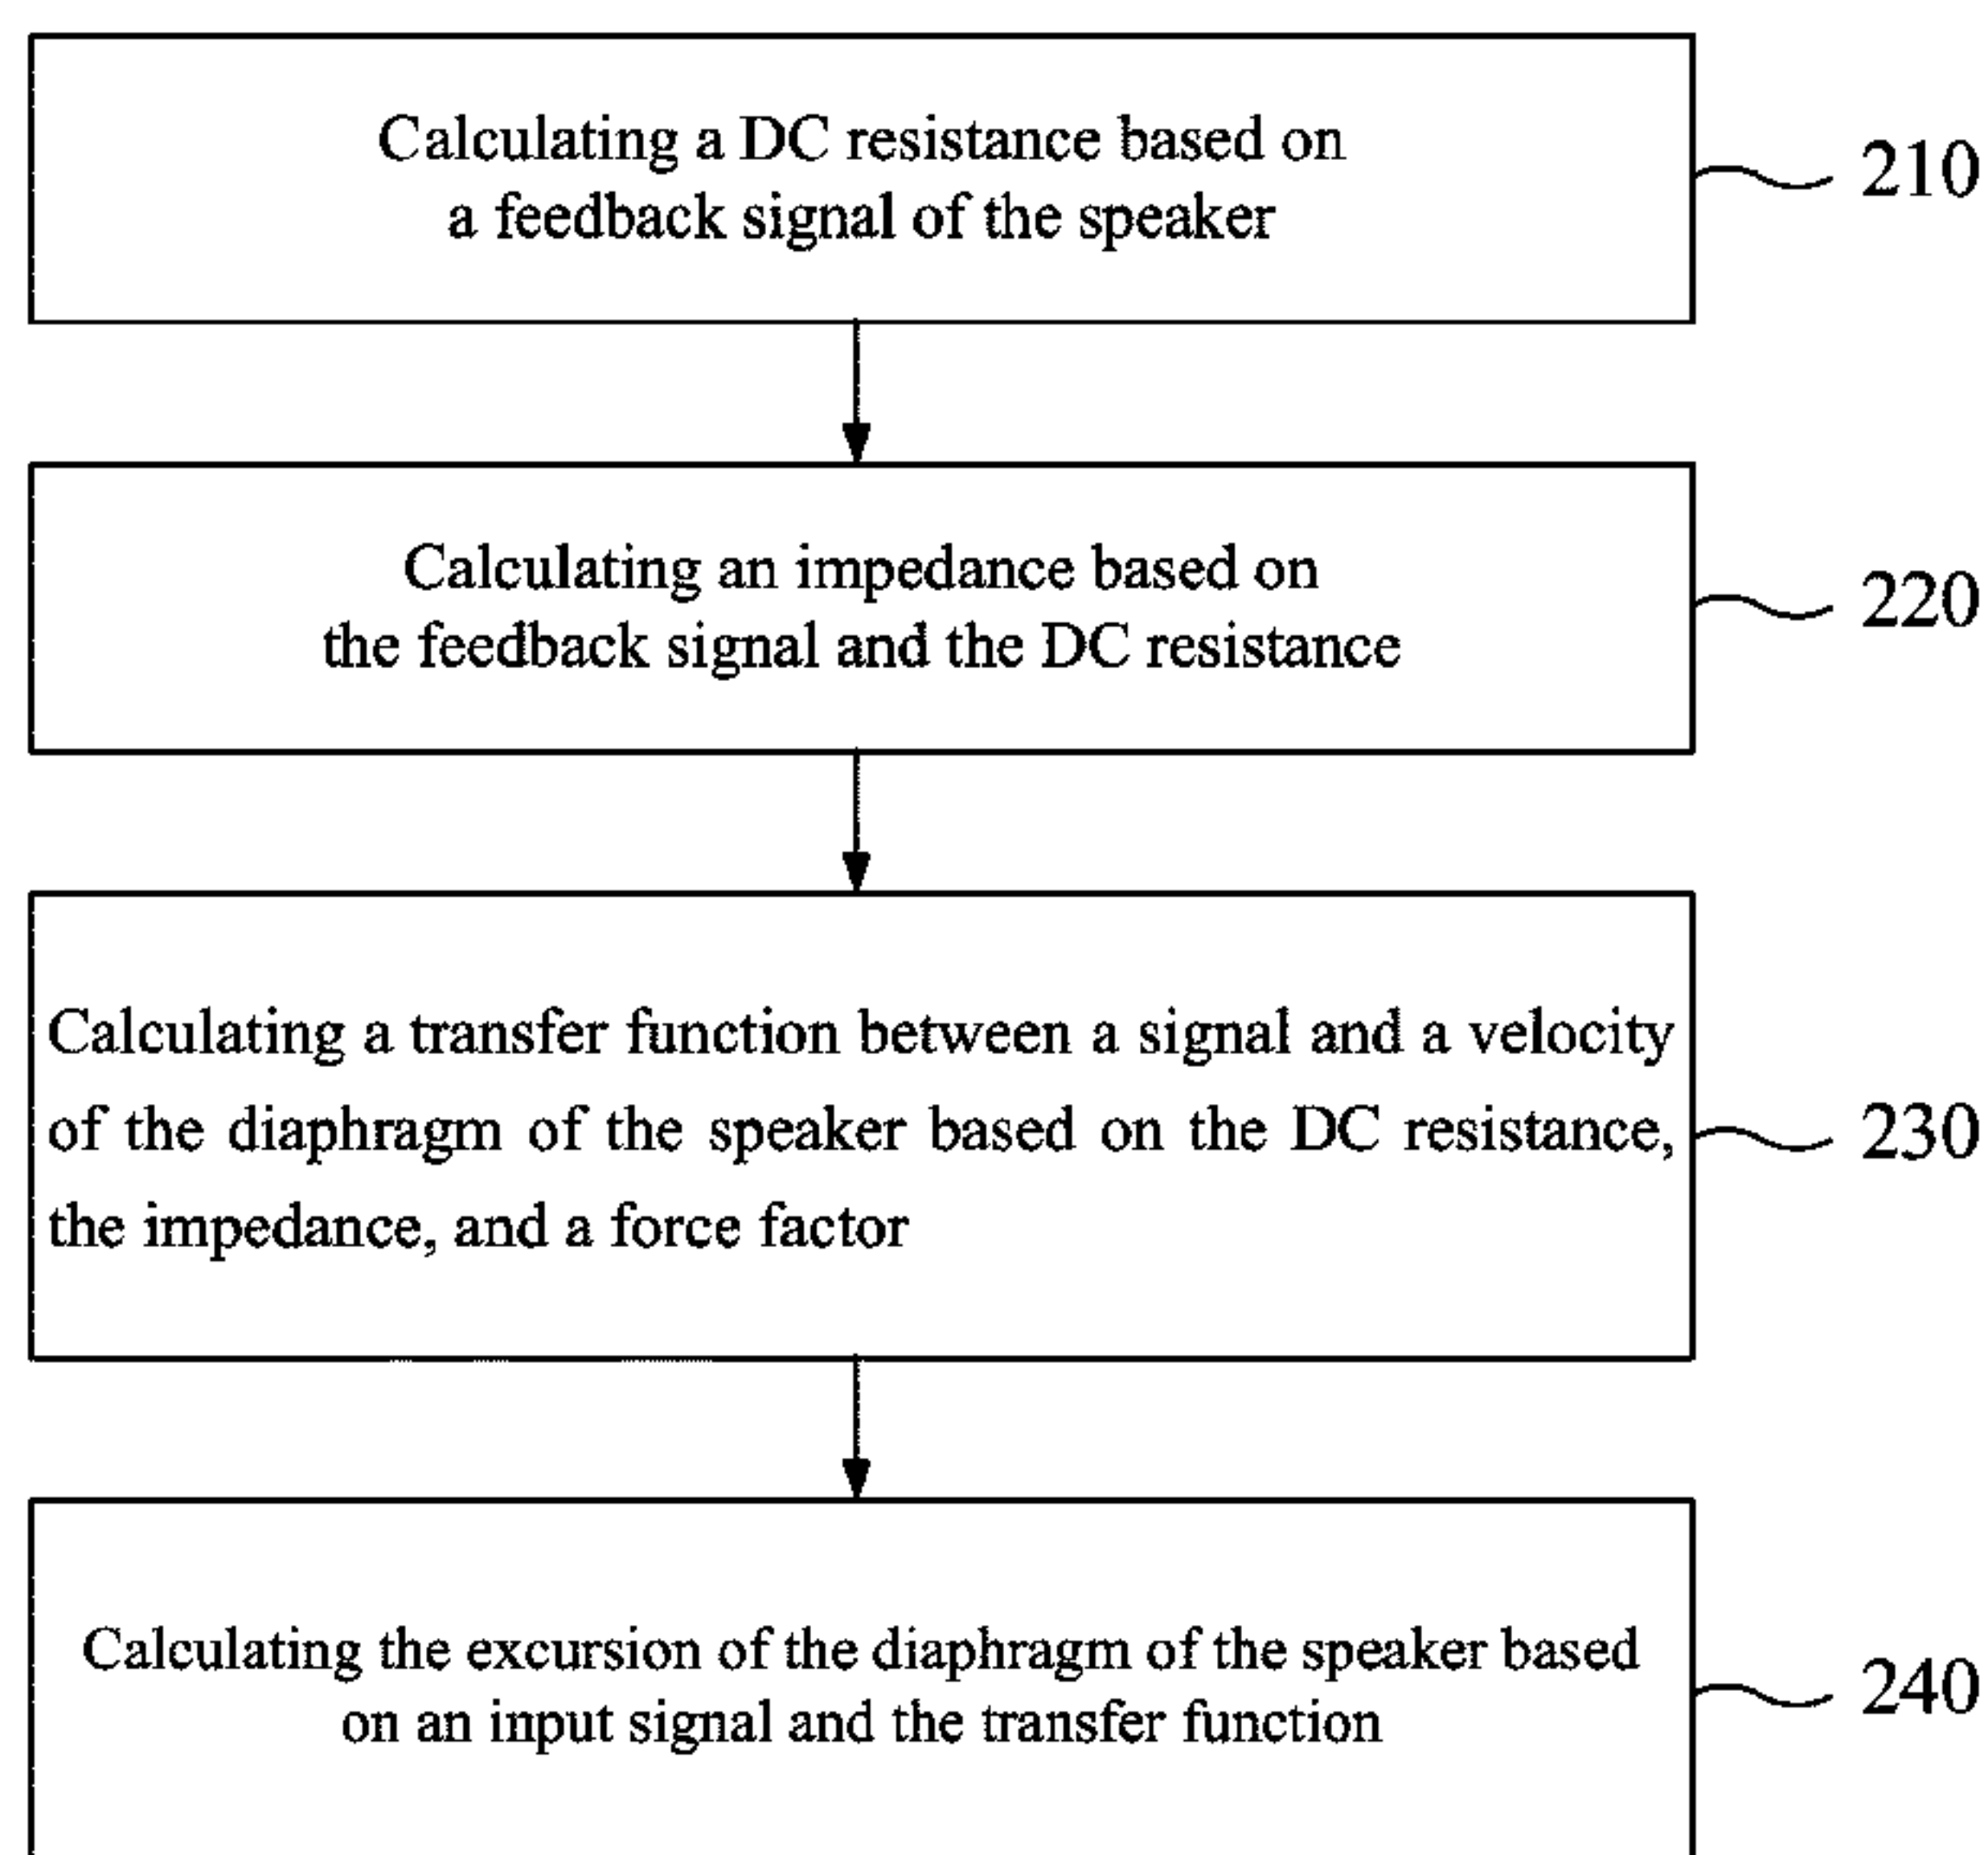 Calculating a DC resistance based on
a feedback signal of the speaker
210
Calculating an impedance based on
the feedback signal and the DC resistance
220
Calculating a transfer function between a signal and a velocity
of the diaphragm of the speaker based on the DC resistance,
the impedance, and a force factor
230
Calculating the excursion of the diaphragm of the speaker based
on an input signal and the transfer function
240